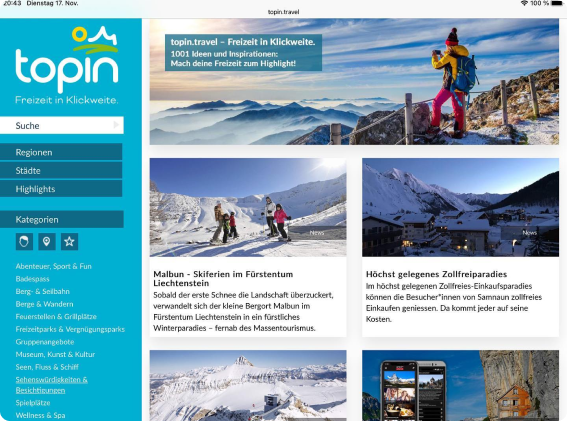 20:43 Dienstag 17. Nov.
100 %
topin.travel
topin
Freizeit in Klickweite.
Suche
Regionen
Städte
Highlights
Kategorien
Abenteuer, Sport & Fun
Badespass
Berg- & Seilbahn
Berge & Wandern
Feuerstellen & Grillplätze
Freizeitparks & Vergnügungsparks
Gruppenangebote
Museum, Kunst & Kultur
Seen, Fluss & Schiff
Sehenswürdigkeiten &
Besichtigungen
Spielplätze
Wellness & Spa
topin.travel – Freizeit in Klickweite.
1001 Ideen und Inspirationen:
Mach deine Freizeit zum Highlight!
News
Malbun - Skiferien im Fürstentum
Liechtenstein
Sobald der erste Schnee die Landschaft überzuckert,
verwandelt sich der kleine Bergort Malbun im
Fürstentum Liechtenstein in ein fürstliches
Winterparadies – fernab des Massentourismus.
News
Höchst gelegenes Zollfreiparadies
Im höchst gelegenen Zollfreies-Einkaufsparadies
können die Besucher*innen von Samnaun zollfreies
Einkaufen geniessen. Da kommt jeder auf seine
Kosten.